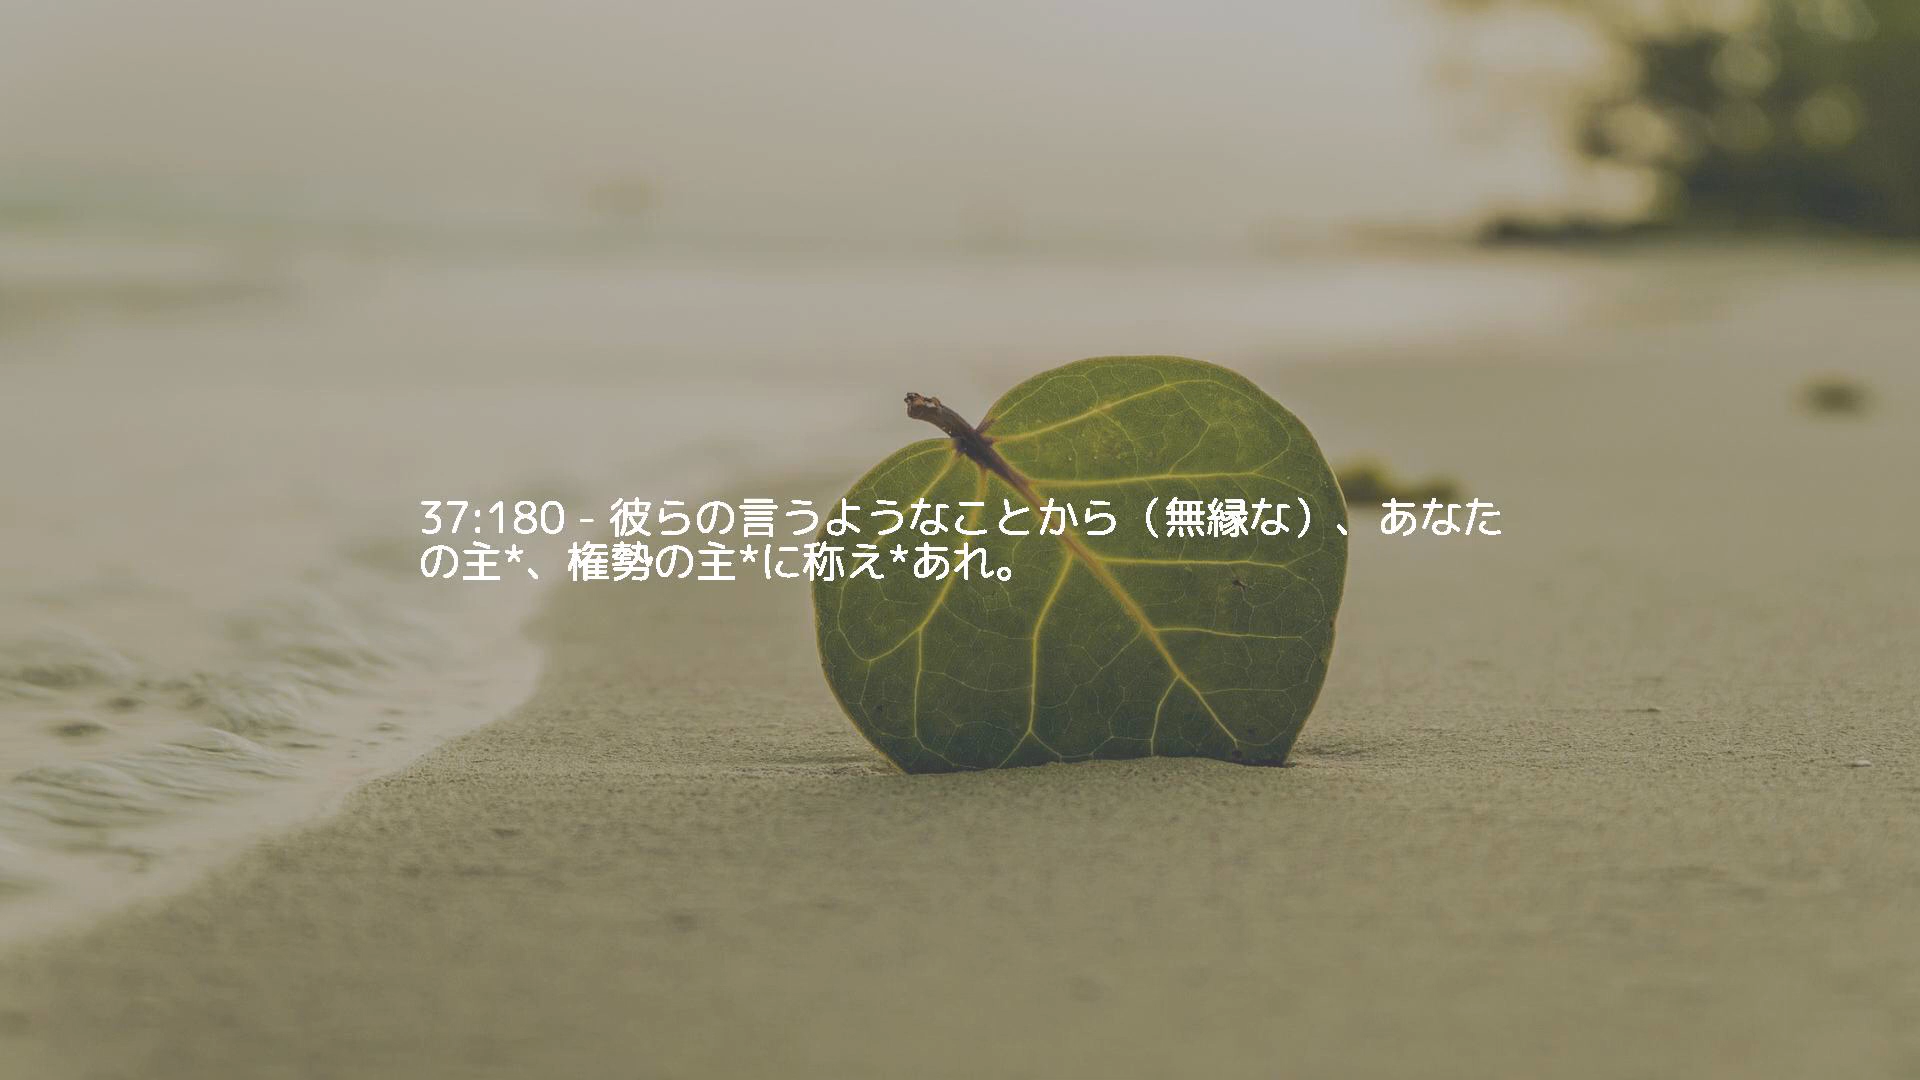 37:180 - 彼らの言うようなことから（無縁な）、 あなた
の主*、権勢の主*に称え*あれ。